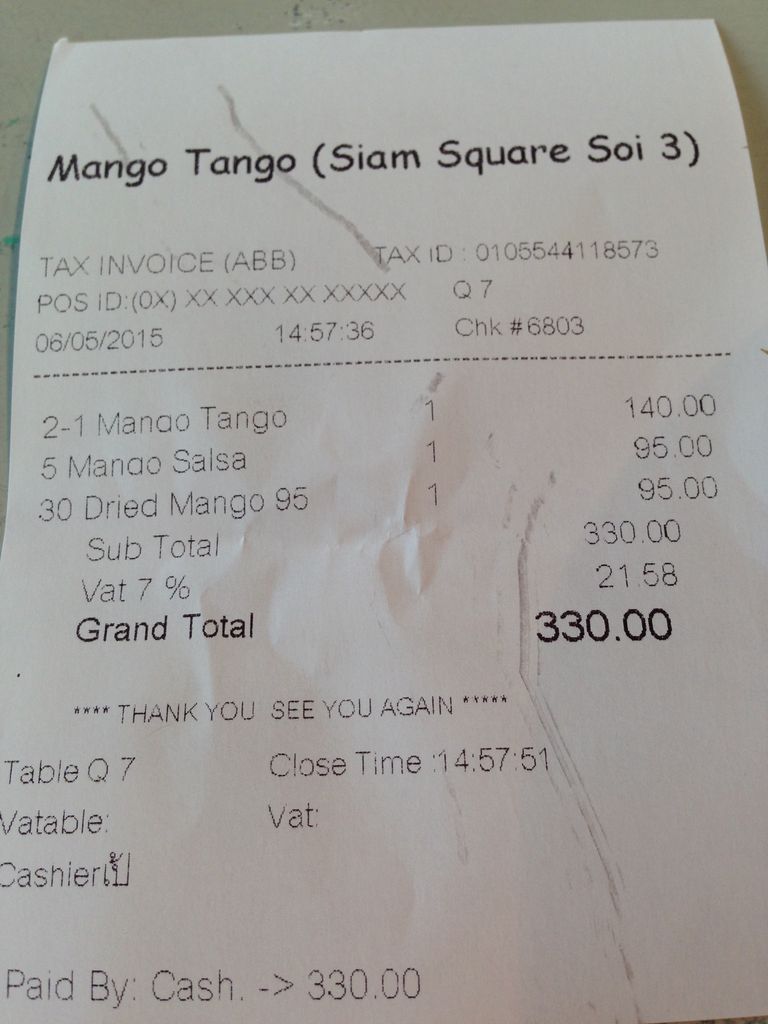 Mango Tango (Siam Square Soi 3)
TAX INVOICE (ABB) TAX ID : 0105544118573
POS ID:(0X) XX XXX XX XXXXX Q 7
06/05/2015 14:57:36 Chk #6803
2-1 Mango Tango 1 140.00
5 Mango Salsa 1 95.00
30 Dried Mango 95 1 95.00
Sub Total 330.00
Vat 7 % 21.58
Grand Total 330.00
**** THANK YOU SEE YOU AGAIN *****
Table Q 7 Close Time :14:57:51
Vatable: Vat:
Cashier:เป้
Paid By: Cash. -> 330.00